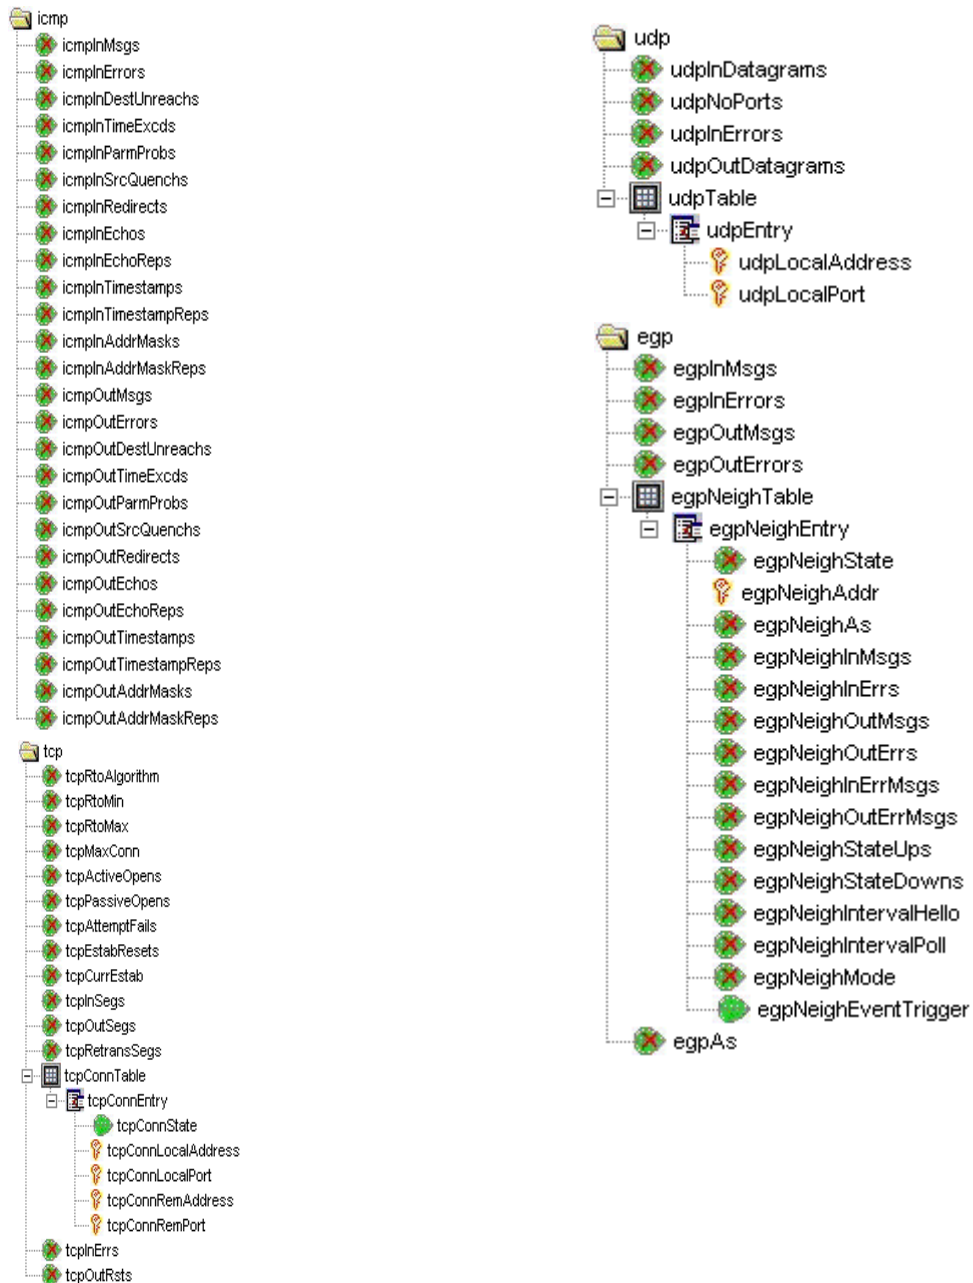 icmp
icmpInMsgs
icmpInErrors
icmpInDestUnreachs
icmpInTimeExcds
icmpInParmProbs
icmpInSrcQuenchs
icmpInRedirects
icmpInEchos
icmpInEchoReps
icmpInTimestamps
icmpInTimestampReps
icmpInAddrMasks
icmpInAddrMaskReps
icmpOutMsgs
icmpOutErrors
icmpOutDestUnreachs
icmpOutTimeExcds
icmpOutParmProbs
icmpOutSrcQuenchs
icmpOutRedirects
icmpOutEchos
icmpOutEchoReps
icmpOutTimestamps
icmpOutTimestampReps
icmpOutAddrMasks
icmpOutAddrMaskReps
tcp
tcpRtoAlgorithm
tcpRtoMin
tcpRtoMax
tcpMaxConn
tcpActiveOpens
tcpPassiveOpens
tcpAttemptFails
tcpEstabResets
tcpCurrEstab
tcpInSegs
tcpOutSegs
tcpRetransSegs
tcpConnTable
tcpConnEntry
tcpConnState
tcpConnLocalAddress
tcpConnLocalPort
tcpConnRemAddress
tcpConnRemPort
tcpInErrs
tcpOutRsts
udp
udpInDatagrams
udpNoPorts
udpInErrors
udpOutDatagrams
udpTable
udpEntry
udpLocalAddress
udpLocalPort
egp
egpInMsgs
egpInErrors
egpOutMsgs
egpOutErrors
egpNeighTable
egpNeighEntry
egpNeighState
egpNeighAddr
egpNeighAs
egpNeighInMsgs
egpNeighInErrs
egpNeighOutMsgs
egpNeighOutErrs
egpNeighInErrMsgs
egpNeighOutErrMsgs
egpNeighStateUps
egpNeighStateDowns
egpNeighIntervalHello
egpNeighIntervalPoll
egpNeighMode
egpNeighEventTrigger
egpAs